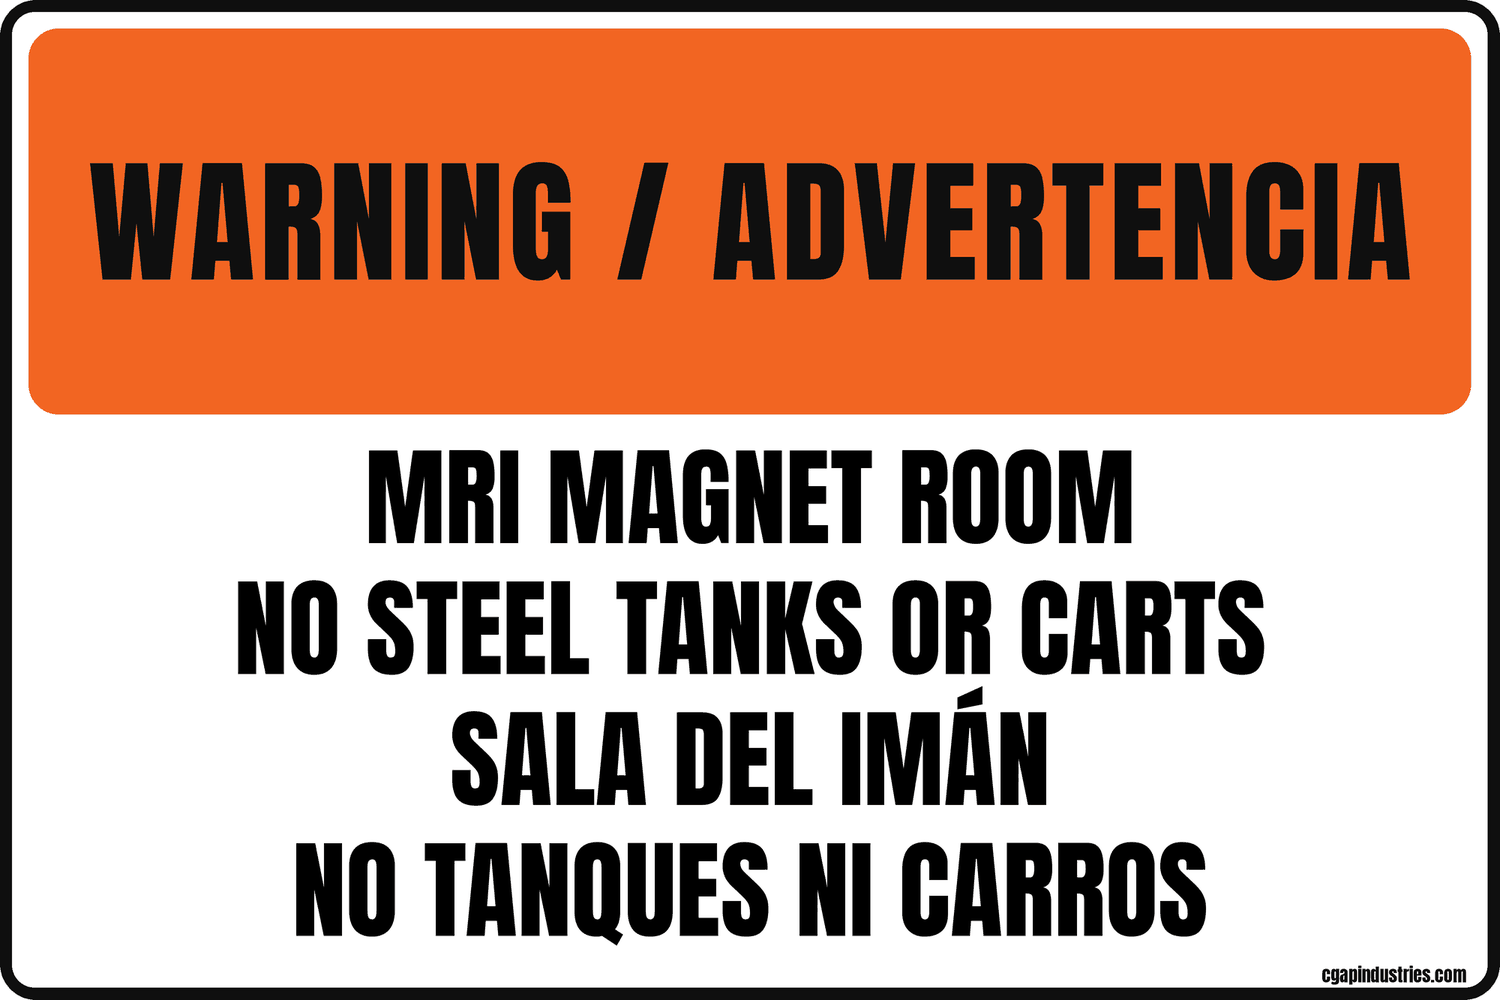 WARNING / ADVERTENCIA
MRI MAGNET ROOM
NO STEEL TANKS OR CARTS
SALA DEL IMÁN
NO TANQUES NI CARROS
cgapindustries.com